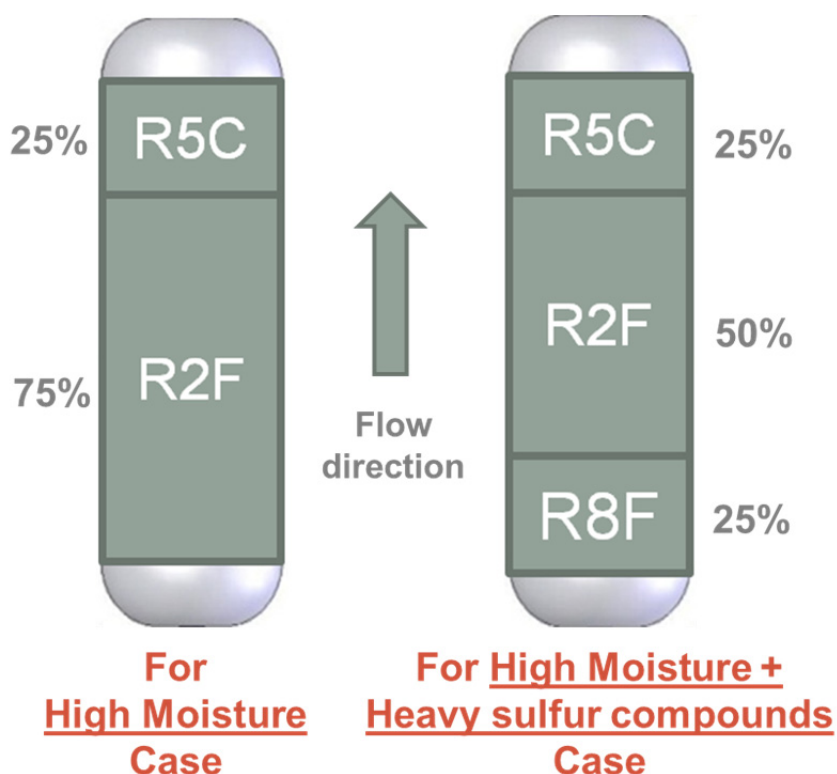 25%
R5C
75%
R2F
Flow
direction
R5C
25%
R2F
50%
R8F
25%
For
High Moisture
Case
For High Moisture +
Heavy sulfur compounds
Case